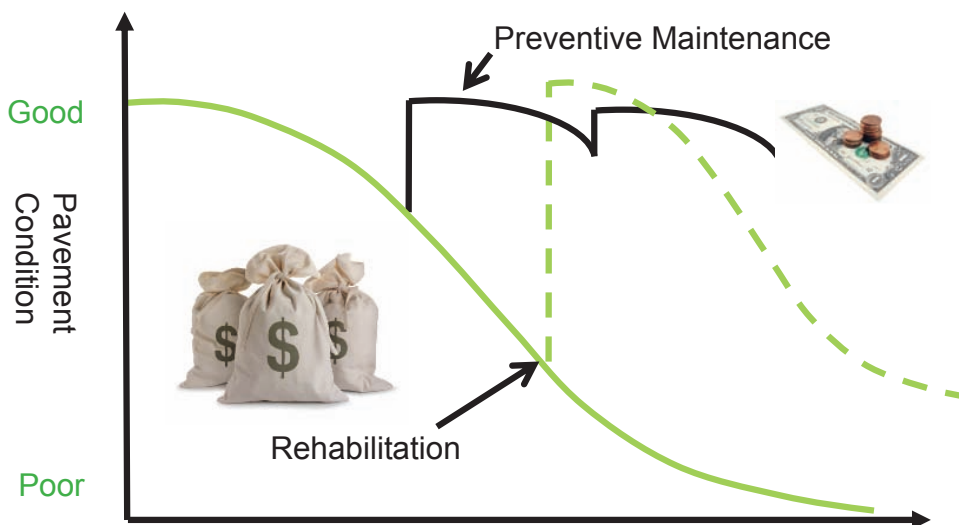 Preventive Maintenance
Good
Pavement
Condition
$
$
$
Rehabilitation
Poor